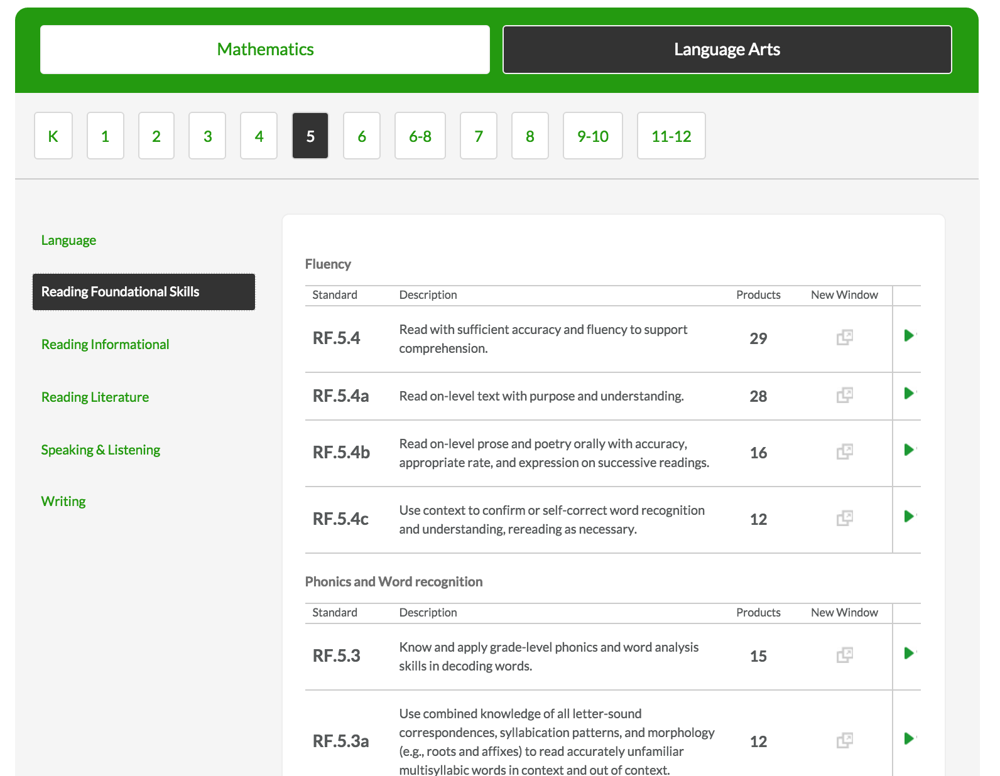 Mathematics
Language Arts
K 1 2 3 4 5 6 6-8 7 8 9-10 11-12
Language
Reading Foundational Skills
Reading Informational
Reading Literature
Speaking & Listening
Writing
Fluency
Standard Description Products New Window
RF.5.4 Read with sufficient accuracy and fluency to support
comprehension. 29
RF.5.4a Read on-level text with purpose and understanding. 28
RF.5.4b Read on-level prose and poetry orally with accuracy,
appropriate rate, and expression on successive readings. 16
RF.5.4c Use context to confirm or self-correct word recognition
and understanding, rereading as necessary. 12
Phonics and Word recognition
Standard Description Products New Window
RF.5.3 Know and apply grade-level phonics and word analysis
skills in decoding words. 15
RF.5.3a Use combined knowledge of all letter-sound
correspondences, syllabication patterns, and morphology
(e.g., roots and affixes) to read accurately unfamiliar
multisyllabic words in context and out of context. 12